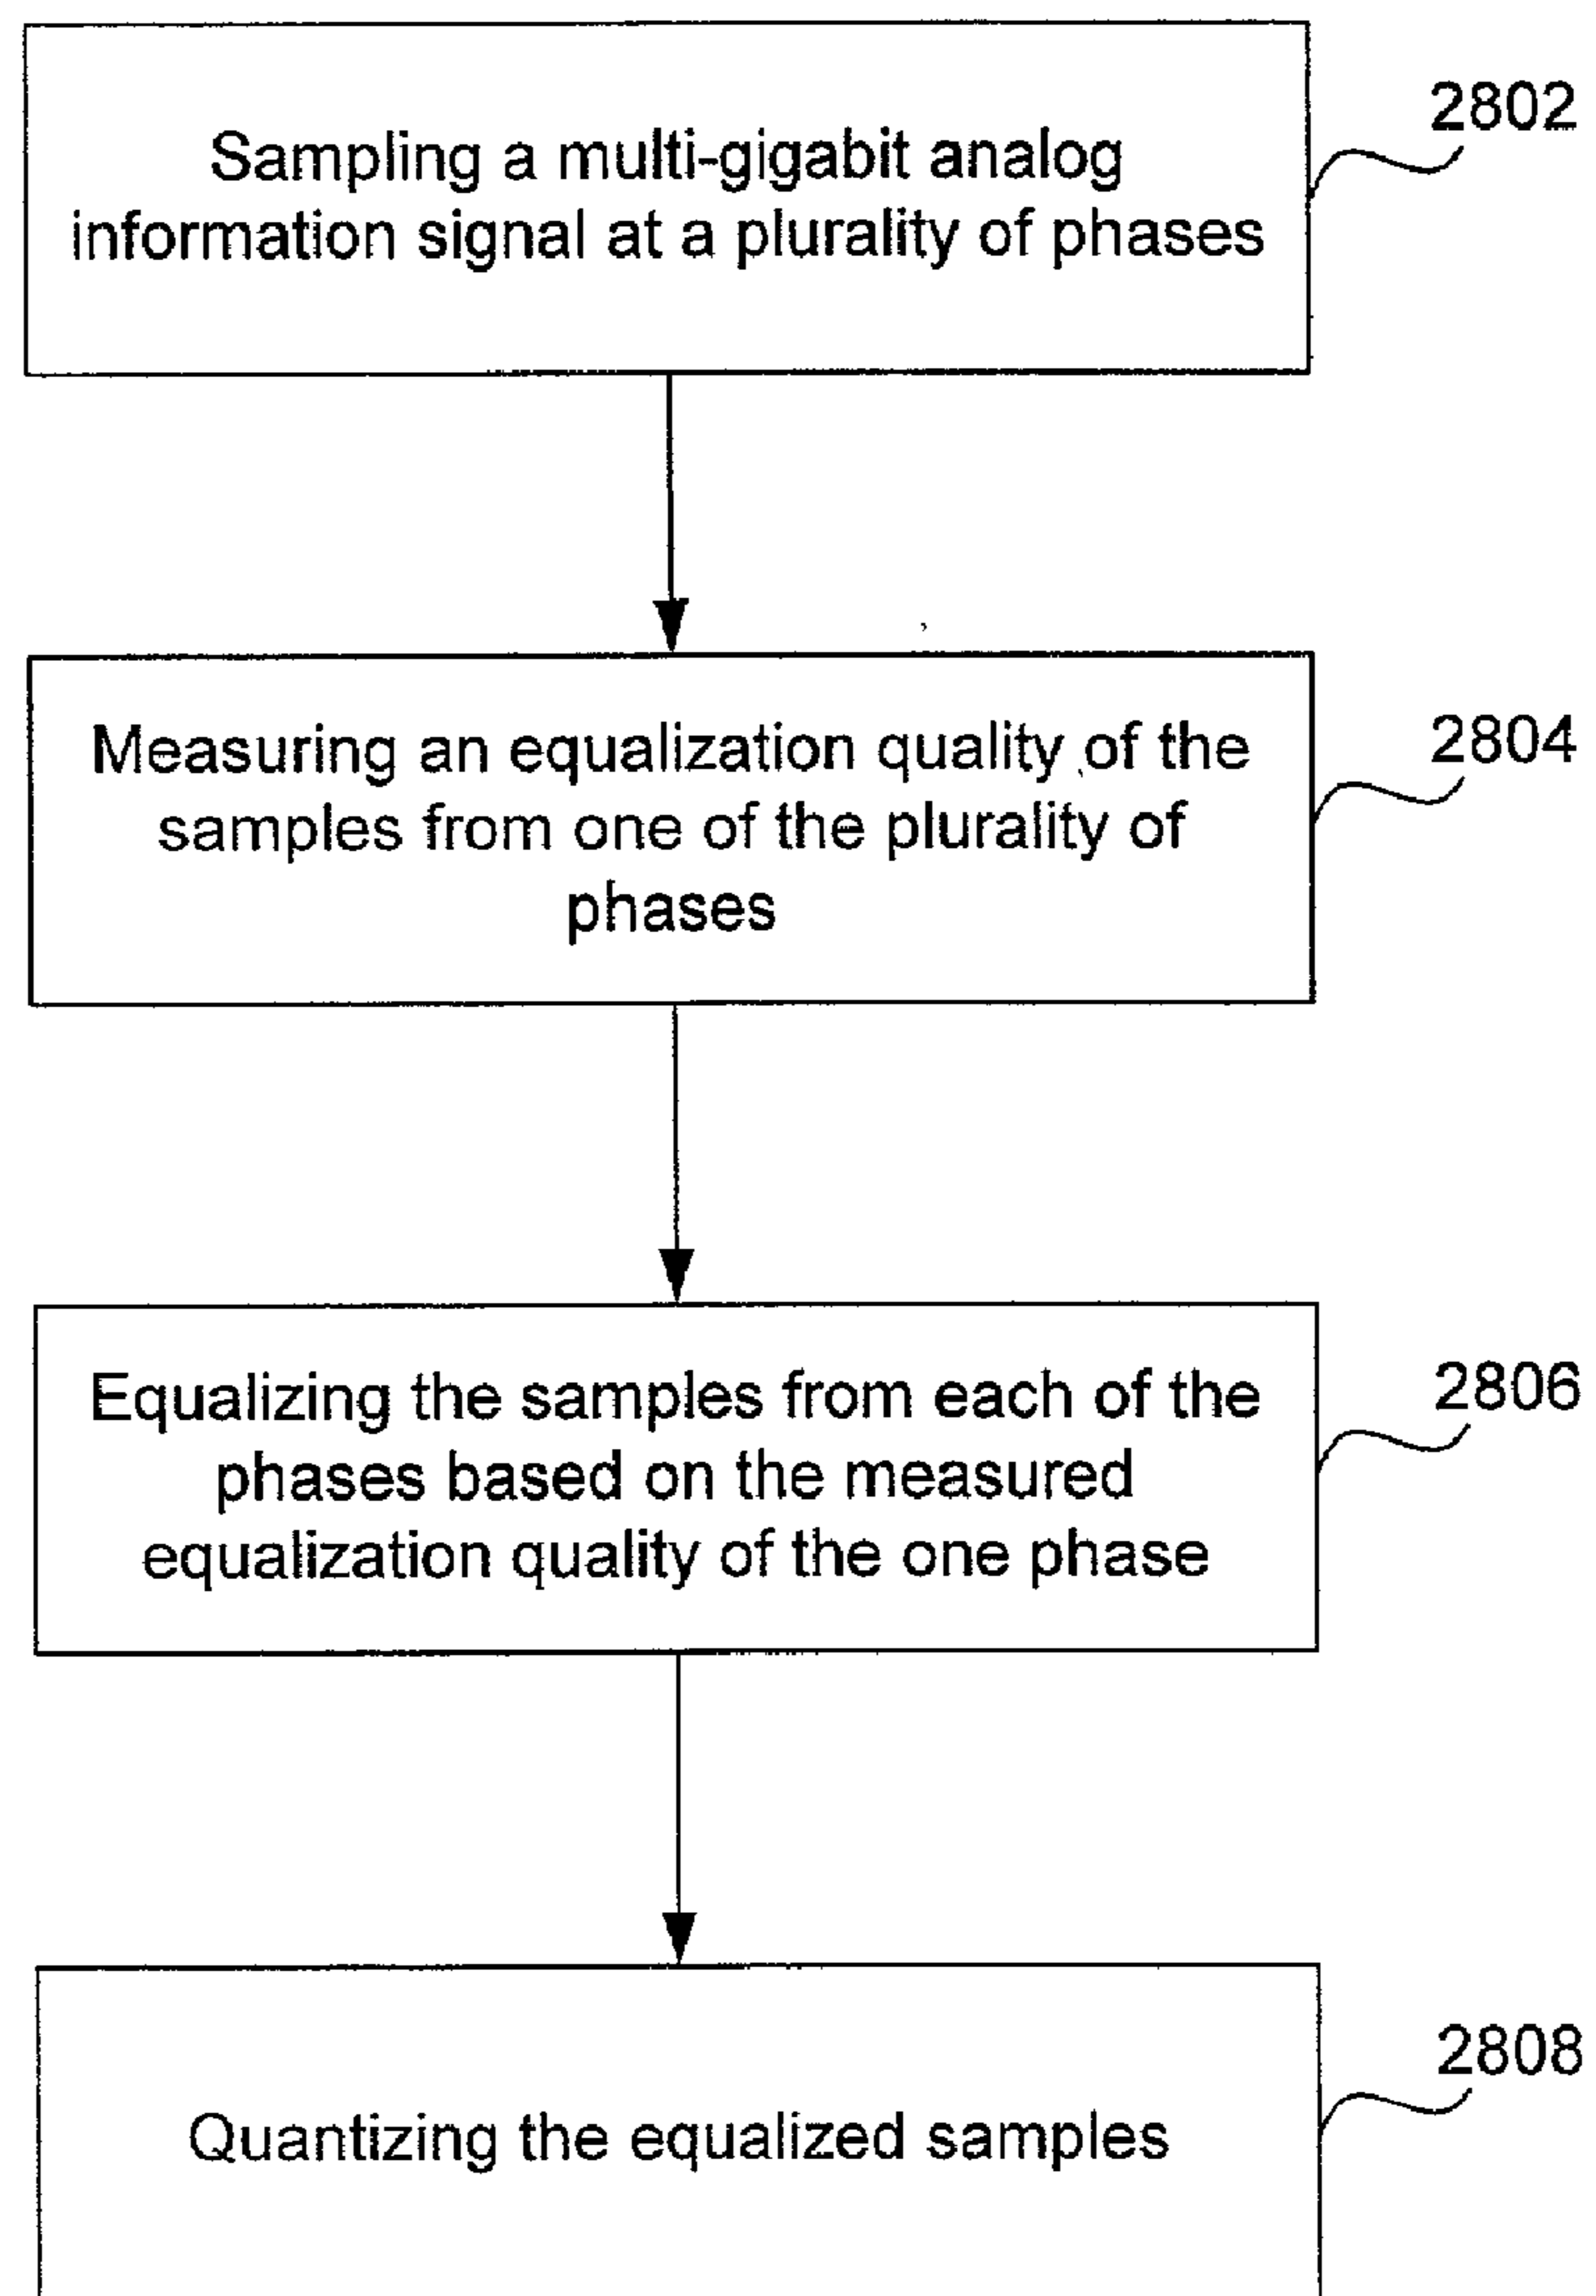 Sampling a multi-gigabit analog
information signal at a plurality of phases
2802
Measuring an equalization quality of the
samples from one of the plurality of
phases
2804
Equalizing the samples from each of the
phases based on the measured
equalization quality of the one phase
2806
Quantizing the equalized samples
2808